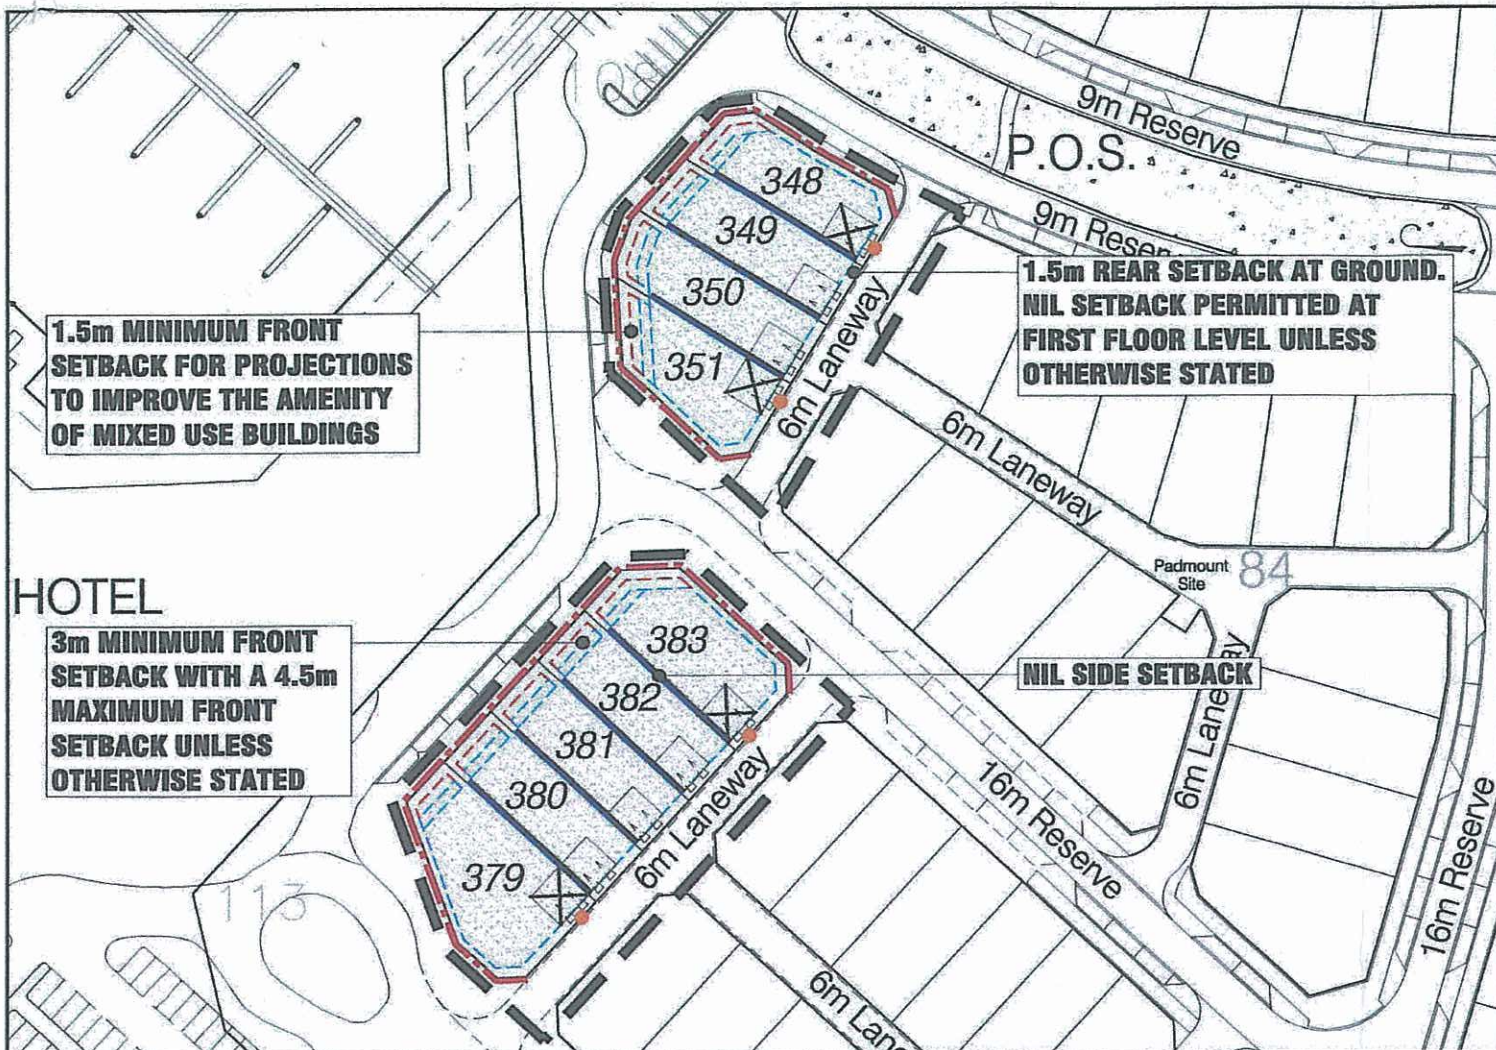 9m Reserve
P.O.S.
348
349
9m Reser
350
351
6m Laneway
1.5m REAR SETBACK AT GROUND.
NIL SETBACK PERMITTED AT
FIRST FLOOR LEVEL UNLESS
OTHERWISE STATED
1.5m MINIMUM FRONT
SETBACK FOR PROJECTIONS
TO IMPROVE THE AMENITY
OF MIXED USE BUILDINGS
6m Laneway
Padmount
Site
84
HOTEL
3m MINIMUM FRONT
SETBACK WITH A 4.5m
MAXIMUM FRONT
SETBACK UNLESS
OTHERWISE STATED
383
382
381
380
379
NIL SIDE SETBACK
6m Laneway
6m Lane ay
16m Reserve
16m Reserve
113
6m Lane